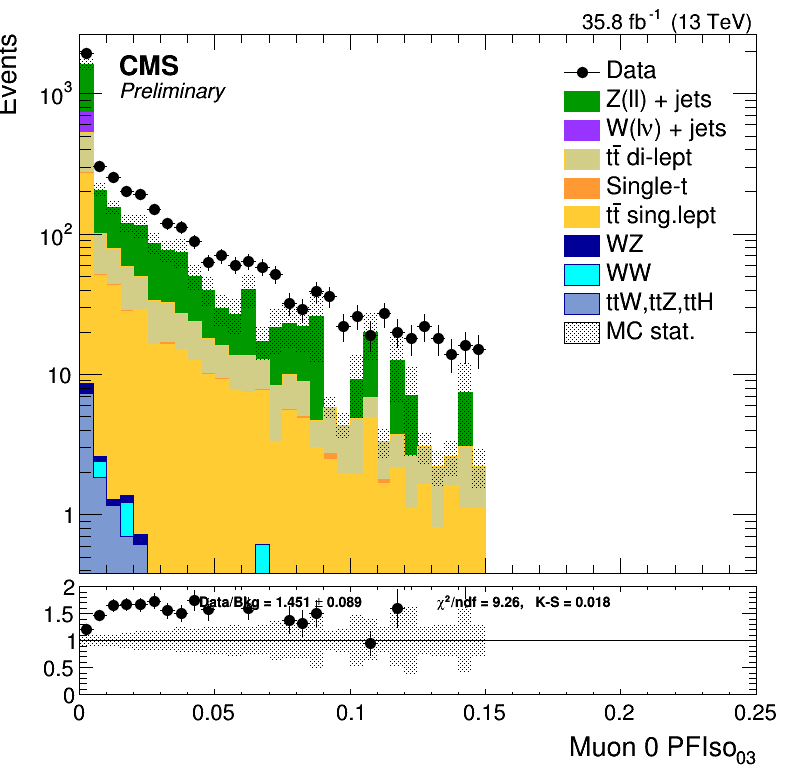 35.8 fb⁻¹ (13 TeV)
Events
CMS
Preliminary
Data
Z(ll) + jets
W(lν) + jets
tt̄ di-lept
Single-t
tt̄ sing.lept
WZ
WW
ttW,ttZ,ttH
MC stat.
10³
10²
10
1
2
1.5
1
0.5
0
Data/Bkg = 1.451 ± 0.089 χ²/ndf = 9.26, K-S = 0.018
0 0.05 0.1 0.15 0.2 0.25
Muon 0 PFIso₀₃